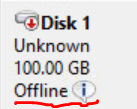 Disk 1
Unknown
100.00 GB
Offline